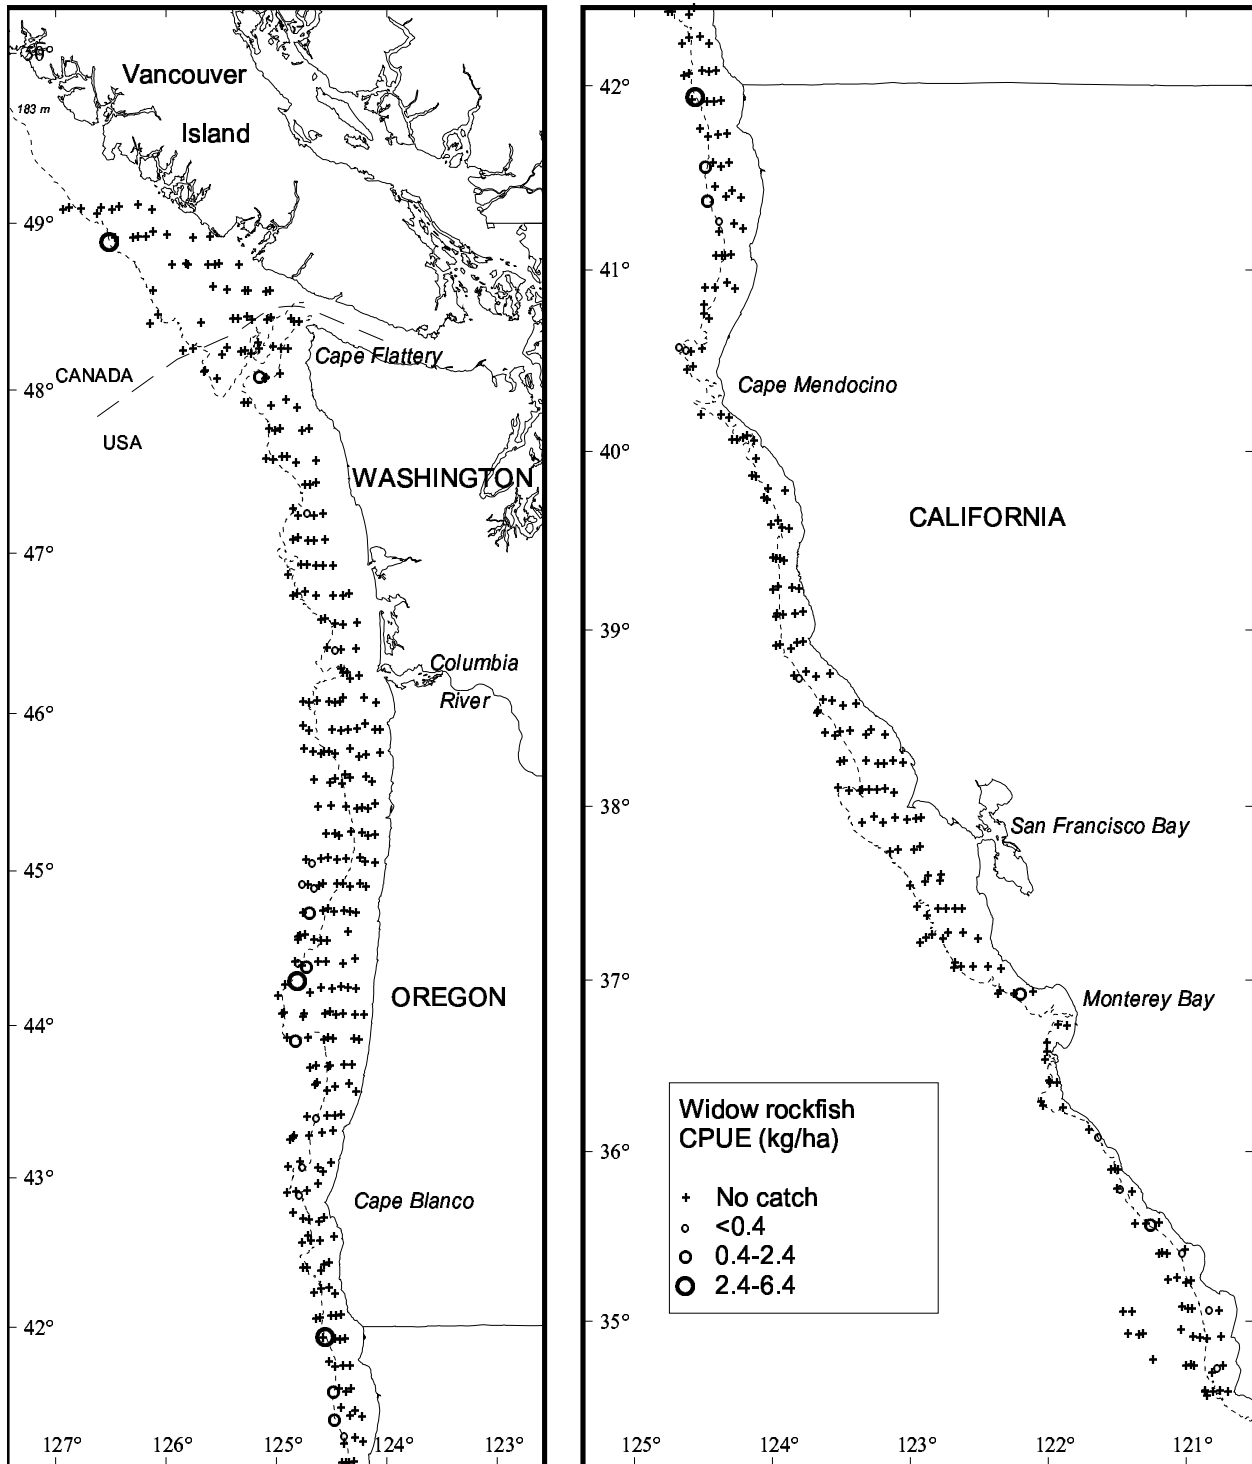 50°
Vancouver
Island
183 m
49°
Cape Flattery
CANADA
48°
USA
WASHINGTON
47°
Columbia
River
46°
45°
OREGON
44°
43°
Cape Blanco
42°
127°
126°
125°
124°
123°
42°
41°
Cape Mendocino
40°
CALIFORNIA
39°
38°
San Francisco Bay
37°
Monterey Bay
36°
35°
Widow rockfish
CPUE (kg/ha)
No catch
<0.4
0.4-2.4
2.4-6.4
125°
124°
123°
122°
121°